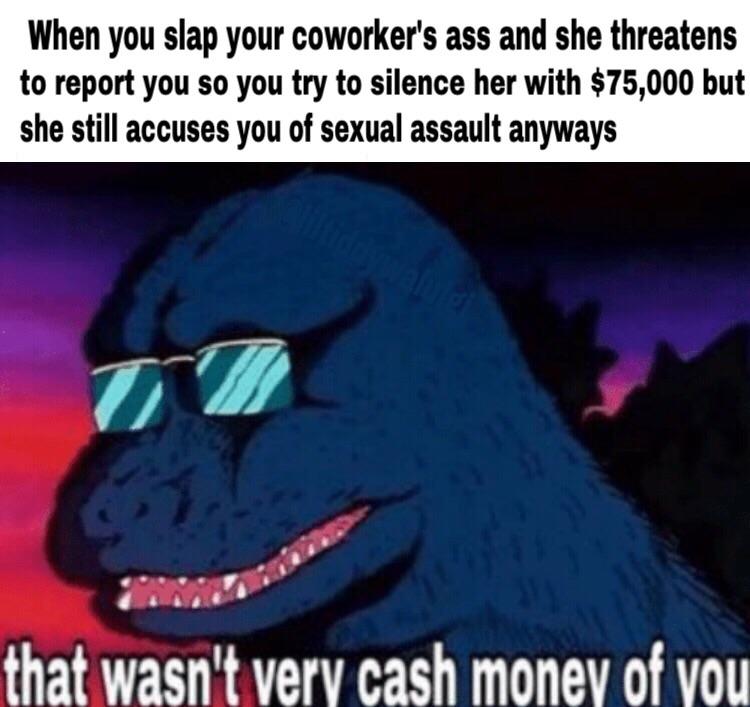 When you slap your coworker's ass and she threatens
to report you so you try to silence her with $75,000 but
she still accuses you of sexual assault anyways
that wasn't very cash money of you